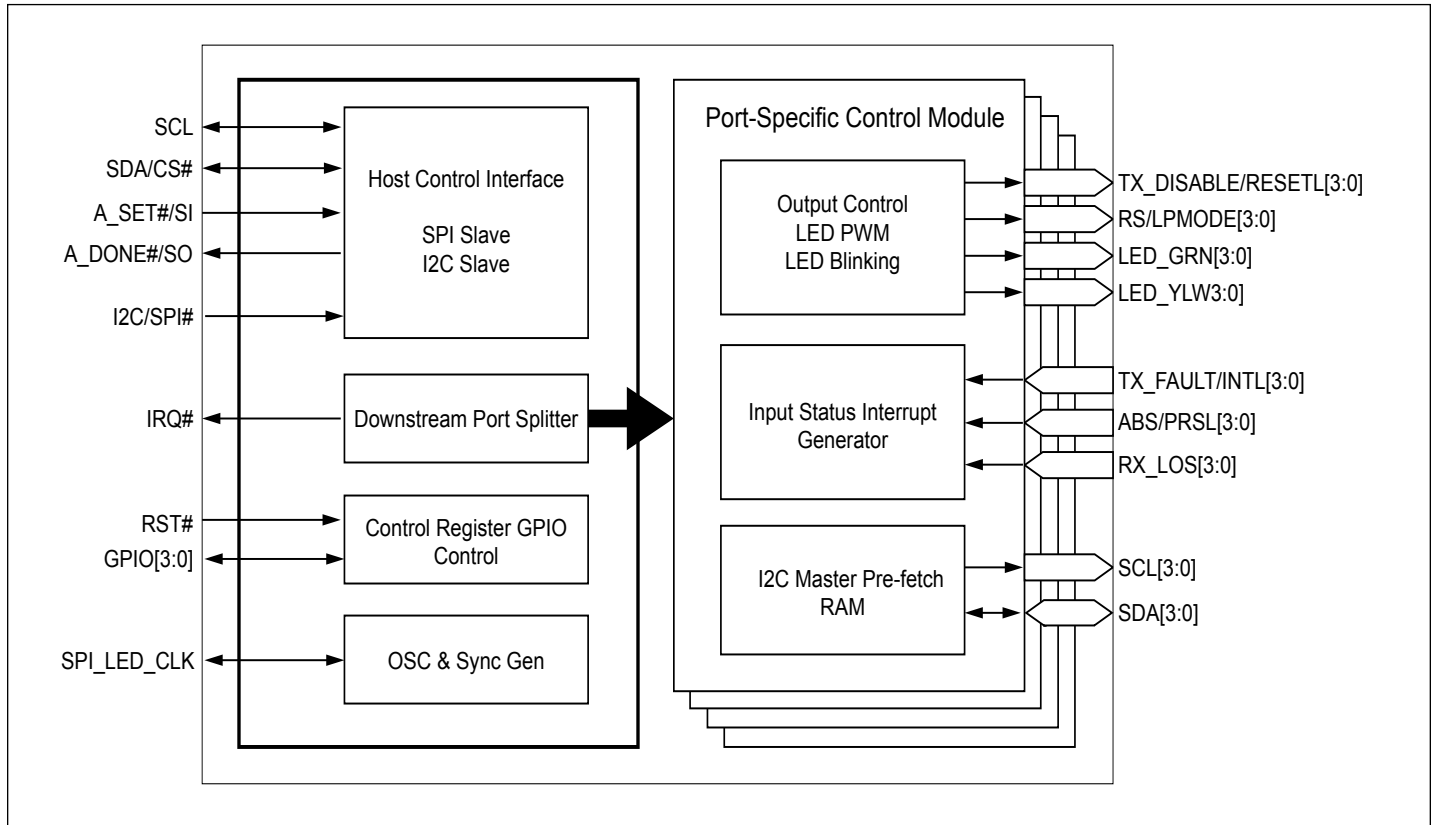 SCL
SDA/CS#
A_SET#/SI
A_DONE#/SO
I2C/SPI#
IRQ#
RST#
GPIO[3:0]
SPI_LED_CLK
Host Control Interface
SPI Slave
I2C Slave
Downstream Port Splitter
Control Register GPIO
Control
OSC & Sync Gen
Port-Specific Control Module
Output Control
LED PWM
LED Blinking
Input Status Interrupt
Generator
I2C Master Pre-fetch
RAM
TX_DISABLE/RESETL[3:0]
RS/LPMODE[3:0]
LED_GRN[3:0]
LED_YLW3:0]
TX_FAULT/INTL[3:0]
ABS/PRSL[3:0]
RX_LOS[3:0]
SCL[3:0]
SDA[3:0]